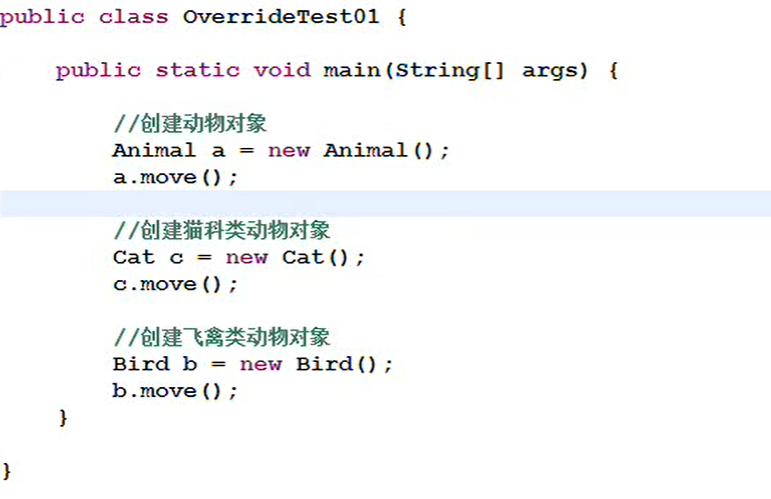 public class OverrideTest01 {
public static void main(String[] args) {
//创建动物对象
Animal a = new Animal();
a.move();
//创建猫科类动物对象
Cat c = new Cat();
c.move();
//创建飞禽类动物对象
Bird b = new Bird();
b.move();
}
}